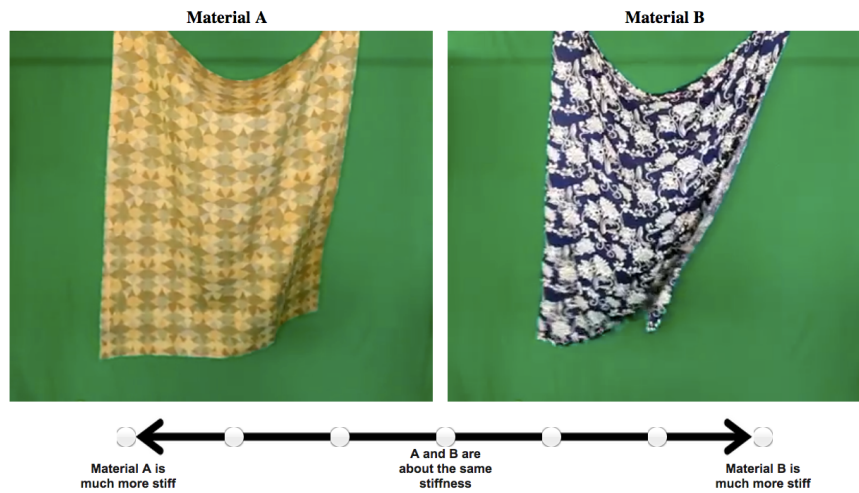 Material A
Material B
Material A is
much more stiff
A and B are
about the same
stiffness
Material B is
much more stiff